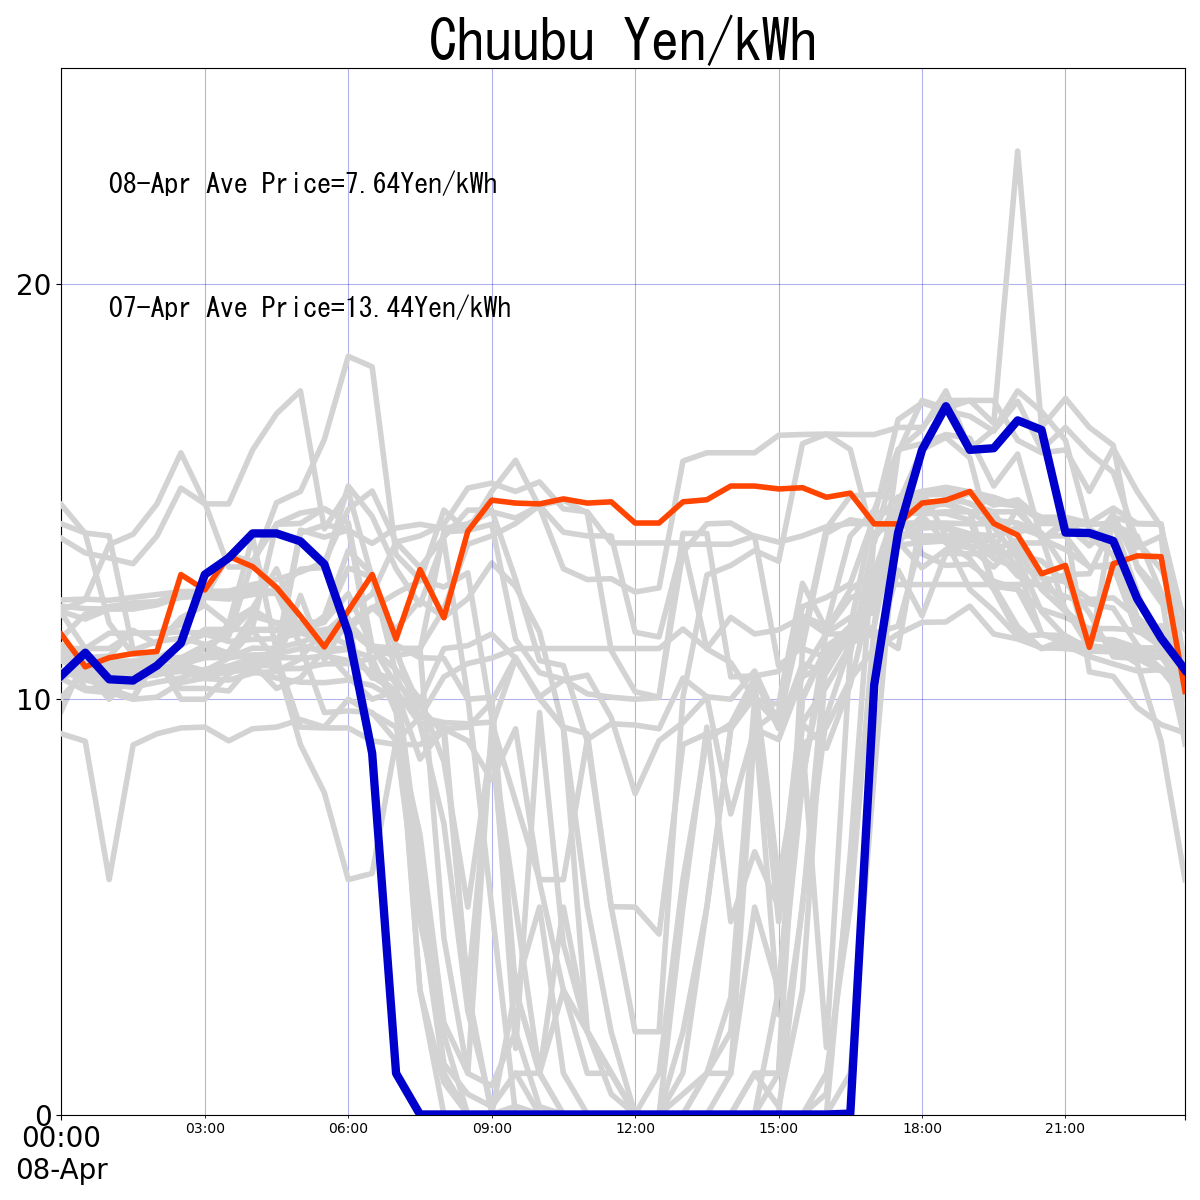 Chuubu Yen/kWh
08-Apr Ave Price=7.64Yen/kWh
07-Apr Ave Price=13.44Yen/kWh
20
10
0
00:00 03:00 06:00 09:00 12:00 15:00 18:00 21:00
08-Apr